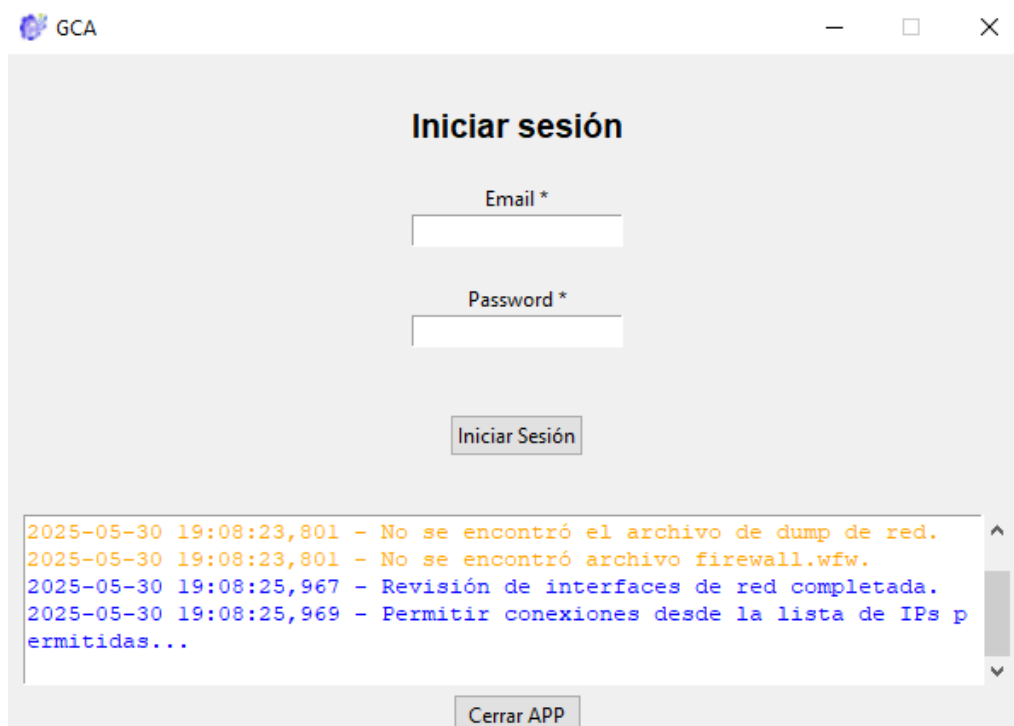 GCA
Iniciar sesión
Email *
Password *
Iniciar Sesión
2025-05-30 19:08:23,801 - No se encontró el archivo de dump de red.
2025-05-30 19:08:23,801 - No se encontró archivo firewall.wfw.
2025-05-30 19:08:25,967 - Revisión de interfaces de red completada.
2025-05-30 19:08:25,969 - Permitir conexiones desde la lista de IPs p
ermitidas...
Cerrar APP